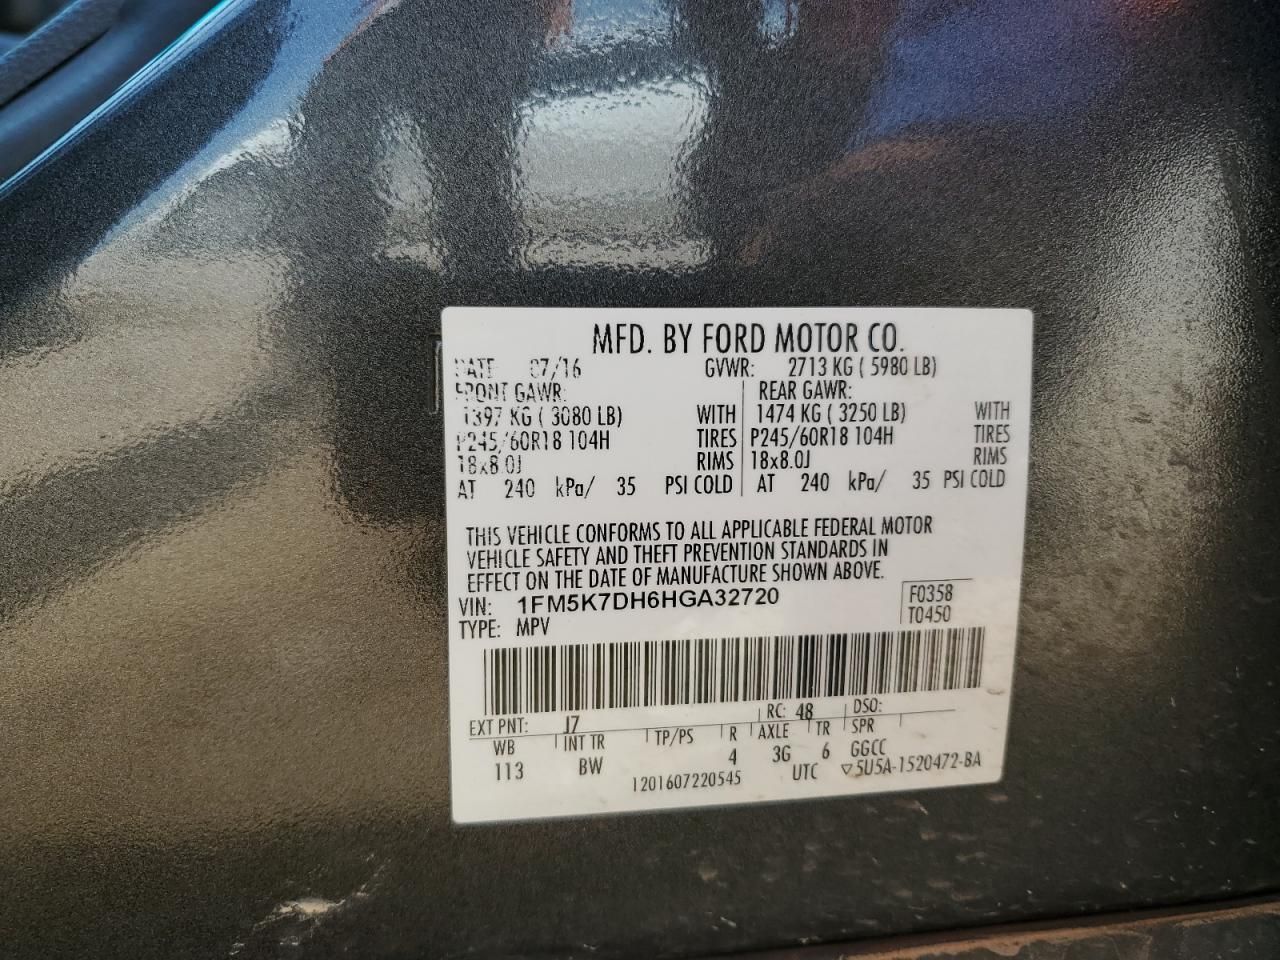 MFD. BY FORD MOTOR CO.
DATE 07/16 GVWR: 2713 KG ( 5980 LB)
FRONT GAWR: REAR GAWR:
1397 KG ( 3080 LB) WITH 1474 KG ( 3250 LB) WITH
P245/60R18 104H TIRES P245/60R18 104H TIRES
18x8.0J RIMS 18x8.0J RIMS
AT 240 kPa/ 35 PSI COLD AT 240 kPa/ 35 PSI COLD
THIS VEHICLE CONFORMS TO ALL APPLICABLE FEDERAL MOTOR
VEHICLE SAFETY AND THEFT PREVENTION STANDARDS IN
EFFECT ON THE DATE OF MANUFACTURE SHOWN ABOVE.
VIN: 1FM5K7DH6HGA32720 F0358
TYPE: MPV T0450
EXT PNT: J7 RC: 48 DSO:
WB INT TR TP/PS R AXLE TR SPR
113 BW 4 3G 6 GGCC
1201607220545 UTC ▽5U5A-1520472-BA